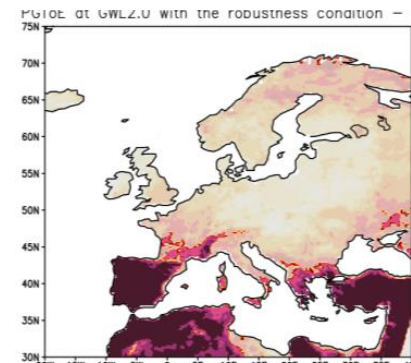 PGToE at GWL2.0 with the robustness condition –
75N
70N
65N
60N
55N
50N
45N
40N
35N
30N